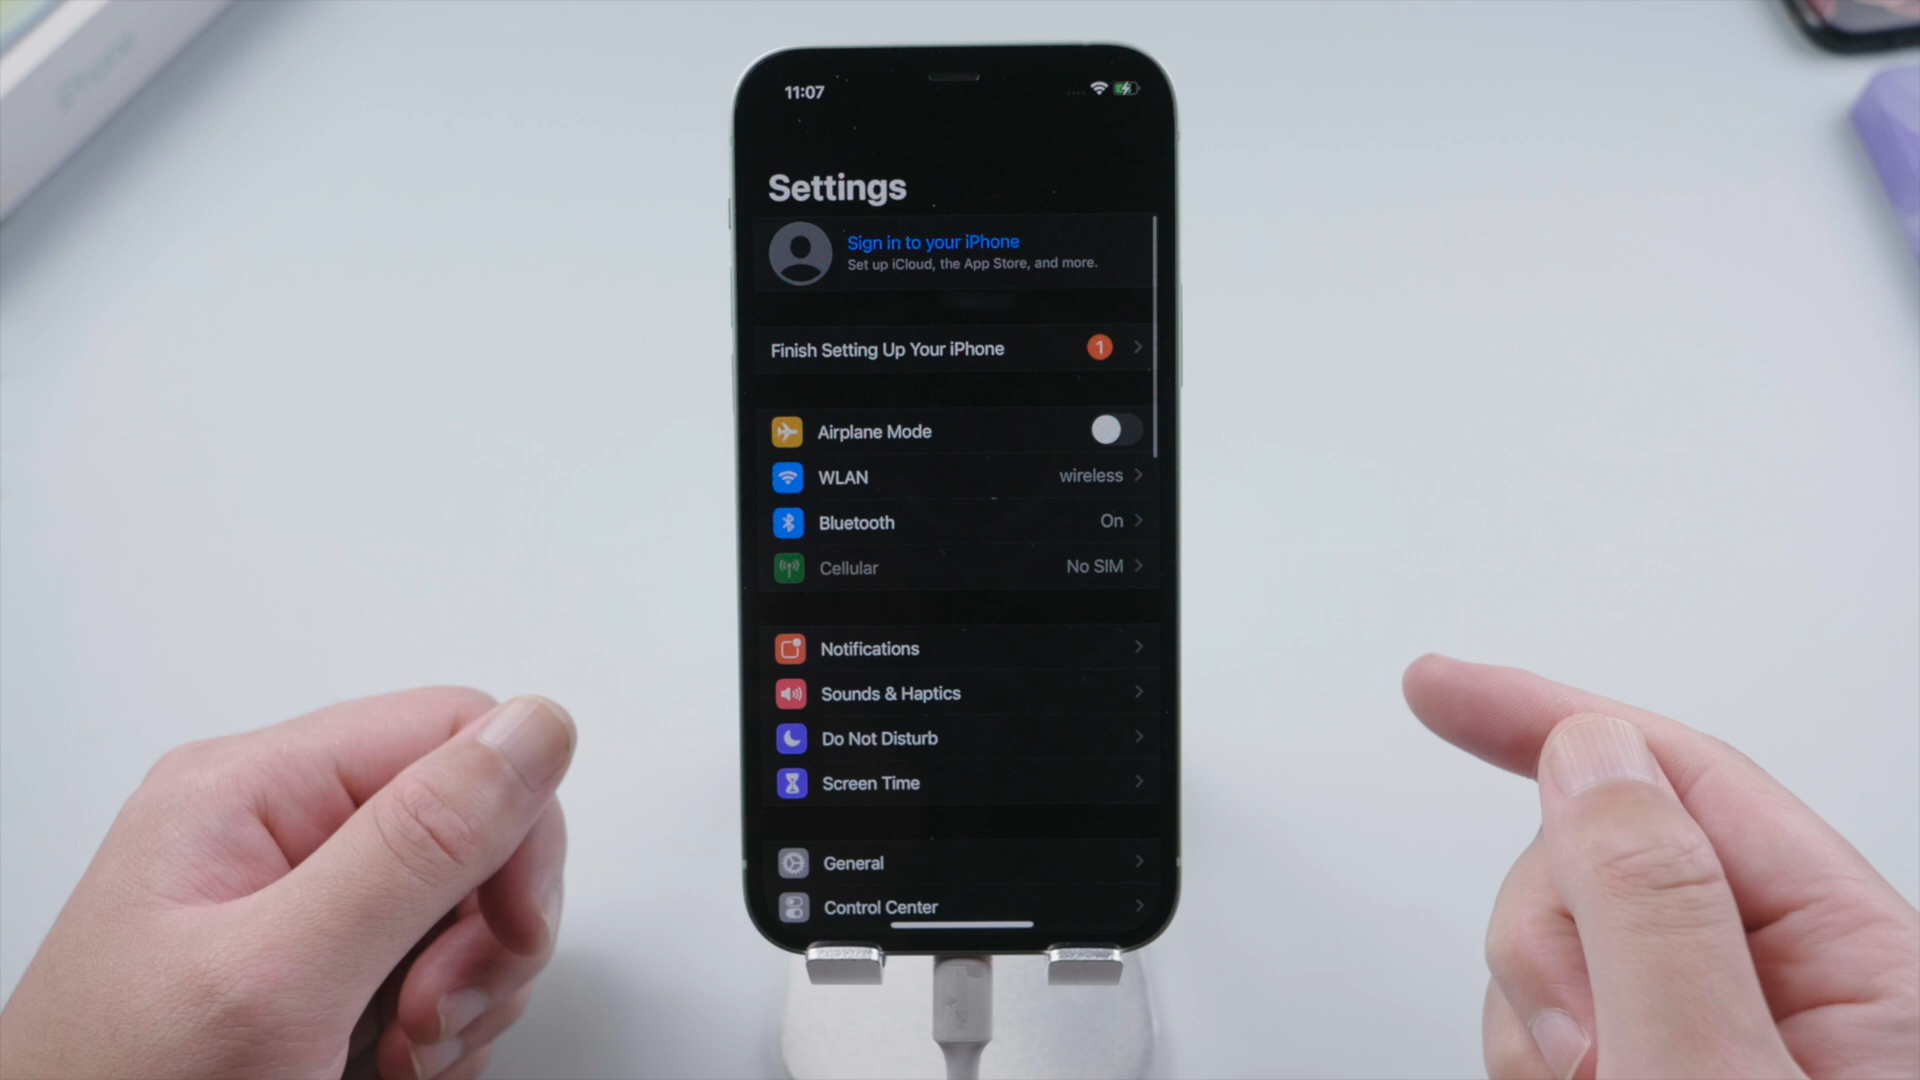 iPhone
11:07
Settings
Sign in to your iPhone
Set up iCloud, the App Store, and more.
Finish Setting Up Your iPhone 1
Airplane Mode
WLAN wireless
Bluetooth On
Cellular No SIM
Notifications
Sounds & Haptics
Do Not Disturb
Screen Time
General
Control Center